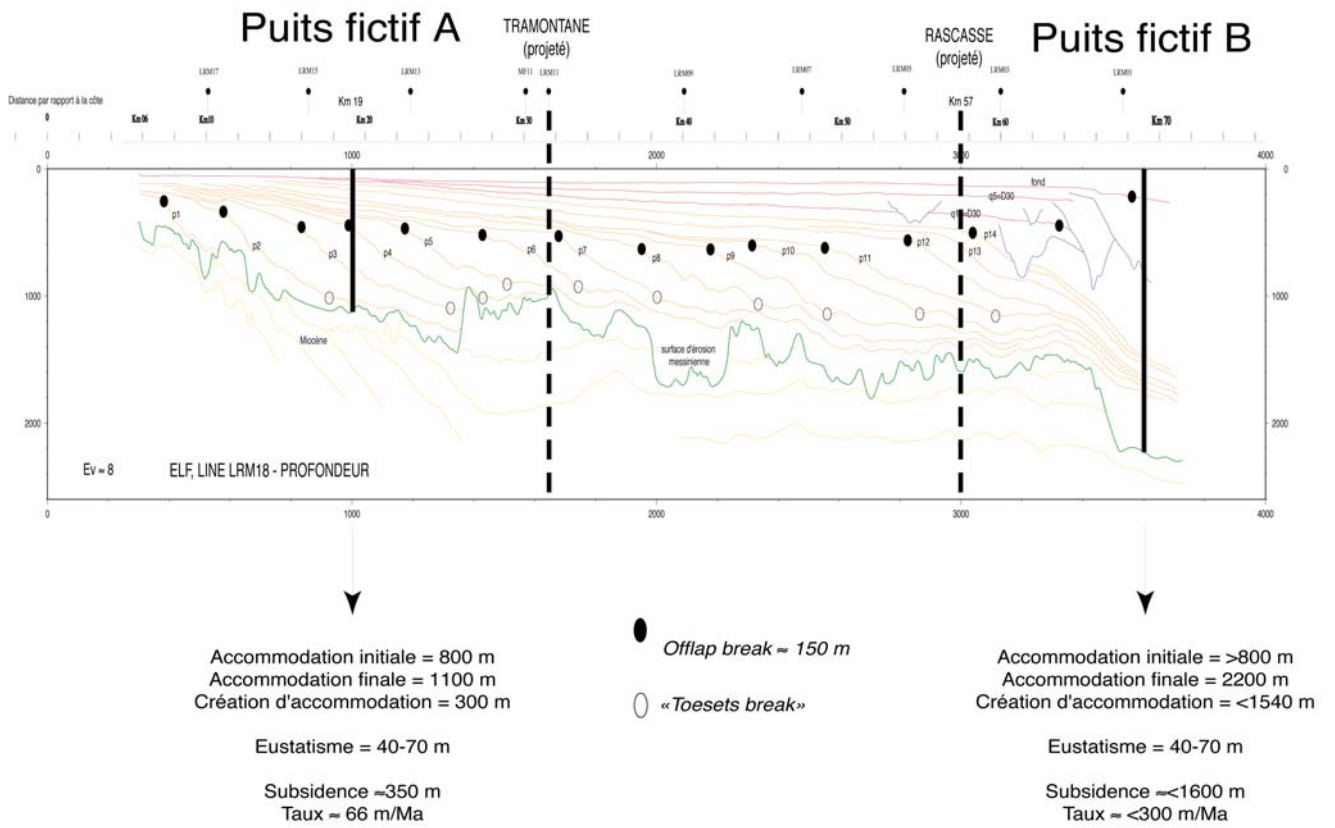 Puits fictif A
TRAMONTANE
(projeté)
RASCASSE
(projeté)
Puits fictif B
LRM17
LRM15
LRM13
MF11
LRM11
LRM09
LRM07
LRM05
LRM03
LRM01
Distance par rapport à la côte
Km 19
Km 57
0
Km 06
Km10
Km 20
Km 30
Km 40
Km 50
Km 60
Km 70
0
1000
2000
3000
4000
0
1000
2000
0
1000
2000
fond
q5=D30
p1
p2
p3
p4
p5
p6
p7
p8
p9
p10
p11
p12
p13
p14
Miocène
surface d'érosion
messinienne
Ev ≈ 8
ELF, LINE LRM18 - PROFONDEUR
0
1000
2000
3000
4000
Accommodation initiale = 800 m
Accommodation finale = 1100 m
Création d'accommodation = 300 m
Eustatisme = 40-70 m
Subsidence ≈350 m
Taux ≈ 66 m/Ma
Offlap break ≈ 150 m
«Toesets break»
Accommodation initiale = >800 m
Accommodation finale = 2200 m
Création d'accommodation = <1540 m
Eustatisme = 40-70 m
Subsidence ≈<1600 m
Taux ≈ <300 m/Ma